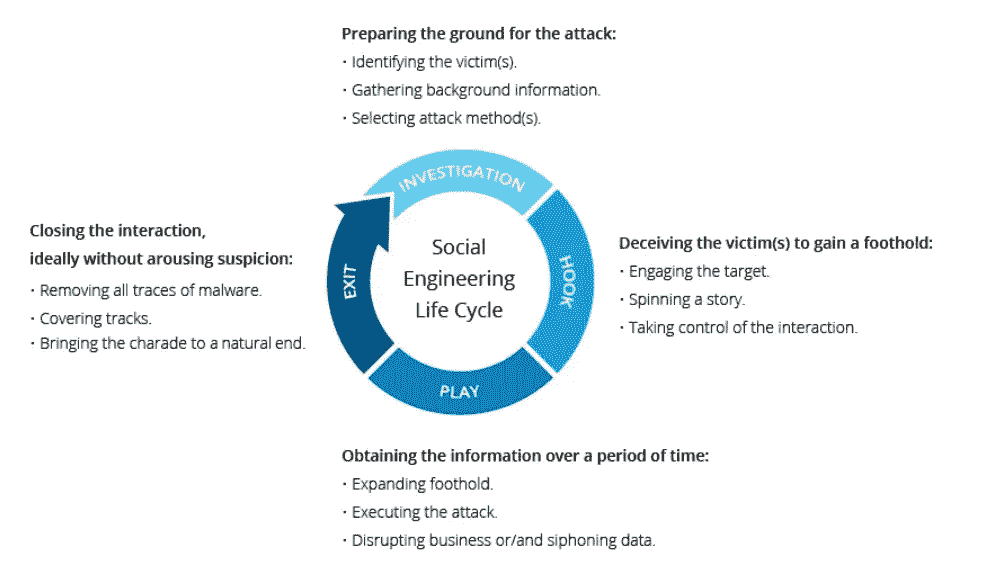 Preparing the ground for the attack:
· Identifying the victim(s).
· Gathering background information.
· Selecting attack method(s).
INVESTIGATION
Closing the interaction,
ideally without arousing suspicion:
· Removing all traces of malware.
· Covering tracks.
· Bringing the charade to a natural end.
EXIT
Social
Engineering
Life Cycle
HOOK
Deceiving the victim(s) to gain a foothold:
· Engaging the target.
· Spinning a story.
· Taking control of the interaction.
PLAY
Obtaining the information over a period of time:
· Expanding foothold.
· Executing the attack.
· Disrupting business or/and siphoning data.